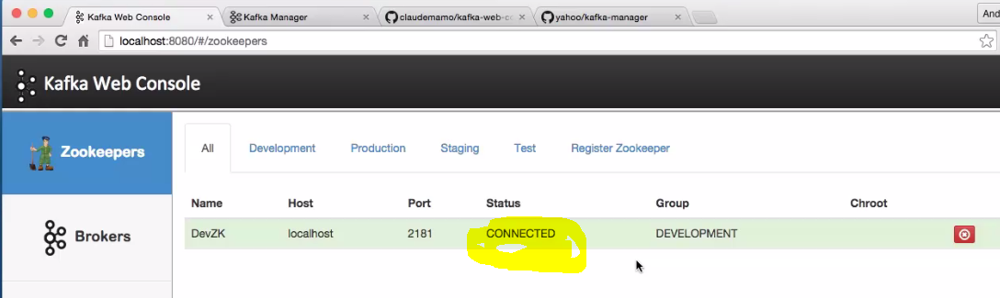 Kafka Web Console
Kafka Manager
claudemamo/kafka-web-c
yahoo/kafka-manager
And
localhost:8080/#/zookeepers
Kafka Web Console
Zookeepers
All
Development
Production
Staging
Test
Register Zookeeper
Name
Host
Port
Status
Group
Chroot
DevZK
localhost
2181
CONNECTED
DEVELOPMENT
Brokers